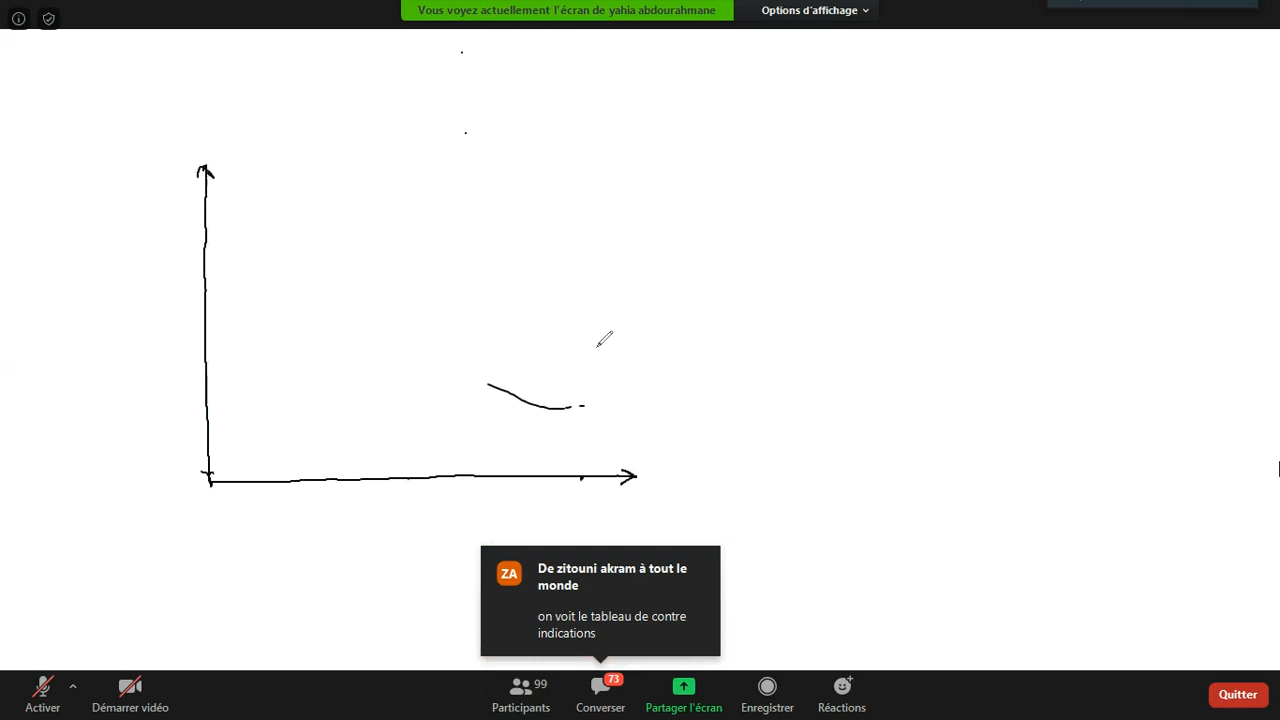 Vous voyez actuellement l'écran de yahia abdourahmane
Options d'affichage
ZA
De zitouni akram à tout le
monde
on voit le tableau de contre
indications
Activer
Démarrer vidéo
99
Participants
73
Converser
Partager l'écran
Enregistrer
Réactions
Quitter